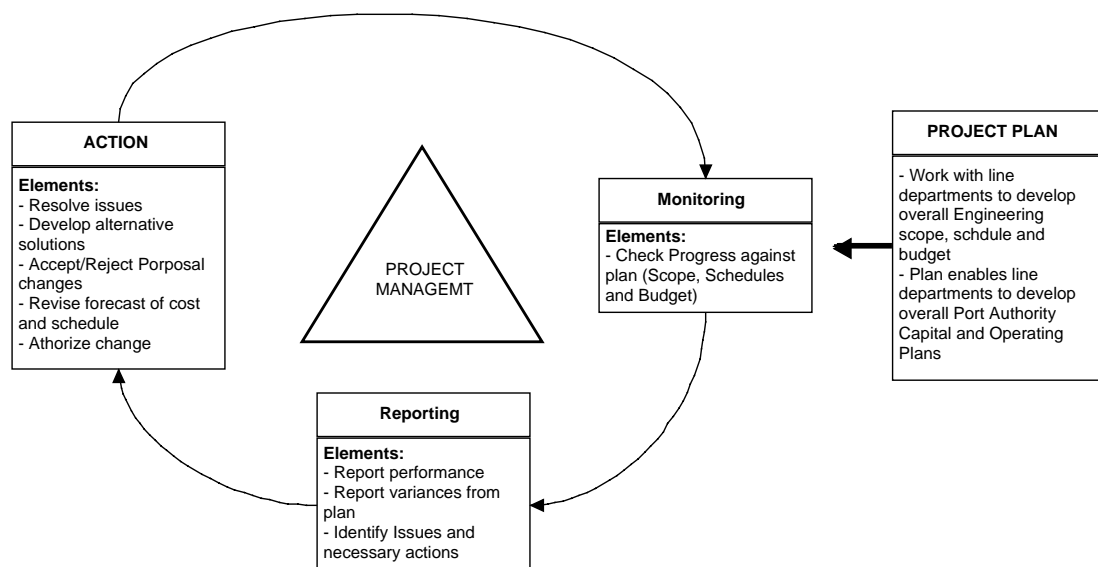 ACTION
Elements:
- Resolve issues
- Develop alternative
solutions
- Accept/Reject Porposal
changes
- Revise forecast of cost
and schedule
- Athorize change
PROJECT
MANAGEMT
Monitoring
Elements:
- Check Progress against
plan (Scope, Schedules
and Budget)
PROJECT PLAN
- Work with line
departments to develop
overall Engineering
scope, schdule and
budget
- Plan enables line
departments to develop
overall Port Authority
Capital and Operating
Plans
Reporting
Elements:
- Report performance
- Report variances from
plan
- Identify Issues and
necessary actions